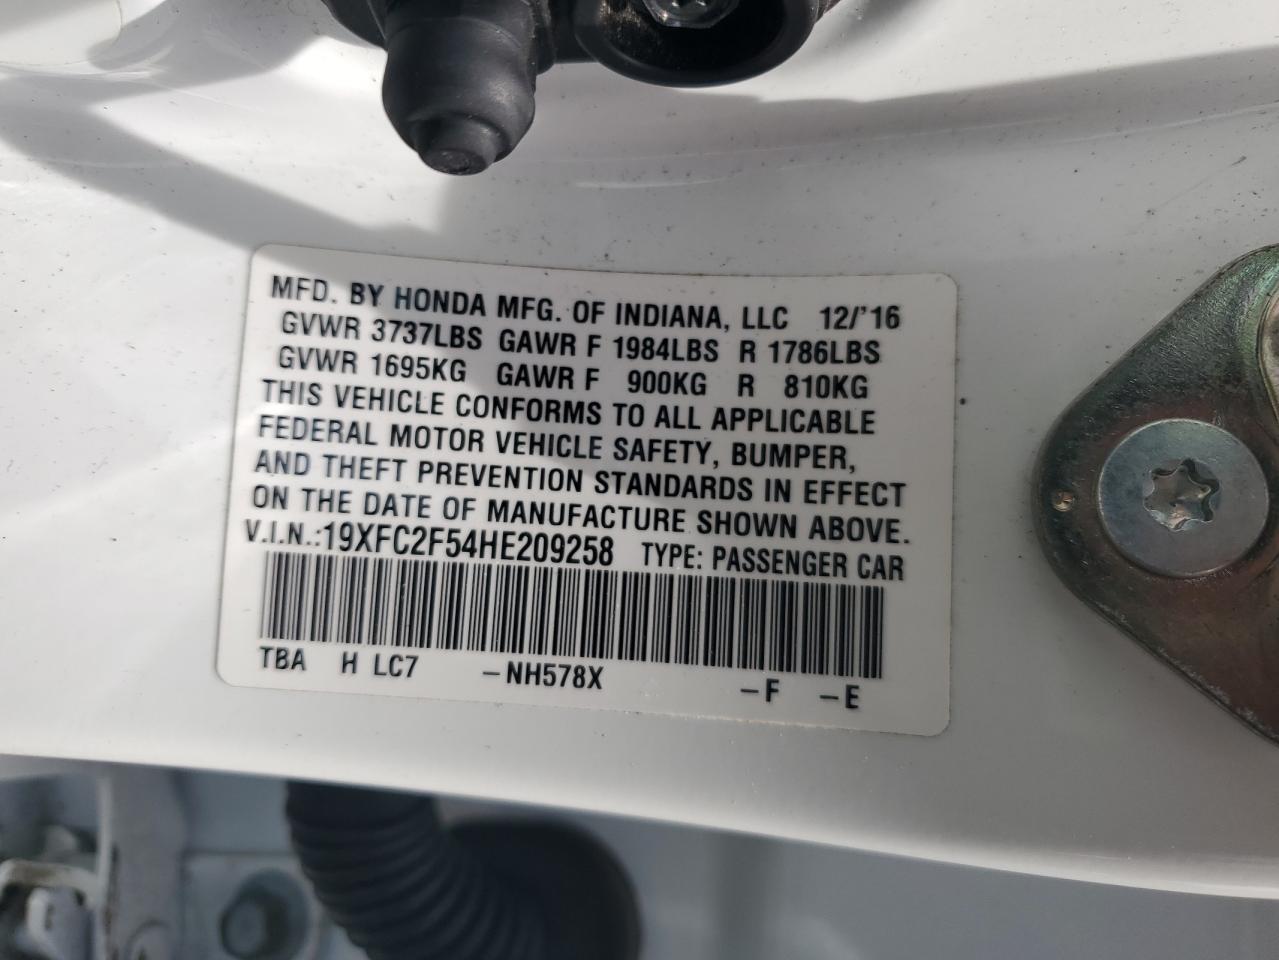 MFD. BY HONDA MFG. OF INDIANA, LLC 12/'16
GVWR 3737LBS GAWR F 1984LBS R 1786LBS
GVWR 1695KG GAWR F 900KG R 810KG
THIS VEHICLE CONFORMS TO ALL APPLICABLE
FEDERAL MOTOR VEHICLE SAFETY, BUMPER,
AND THEFT PREVENTION STANDARDS IN EFFECT
ON THE DATE OF MANUFACTURE SHOWN ABOVE.
V.I.N.:19XFC2F54HE209258 TYPE: PASSENGER CAR
TBA H LC7 -NH578X -F -E